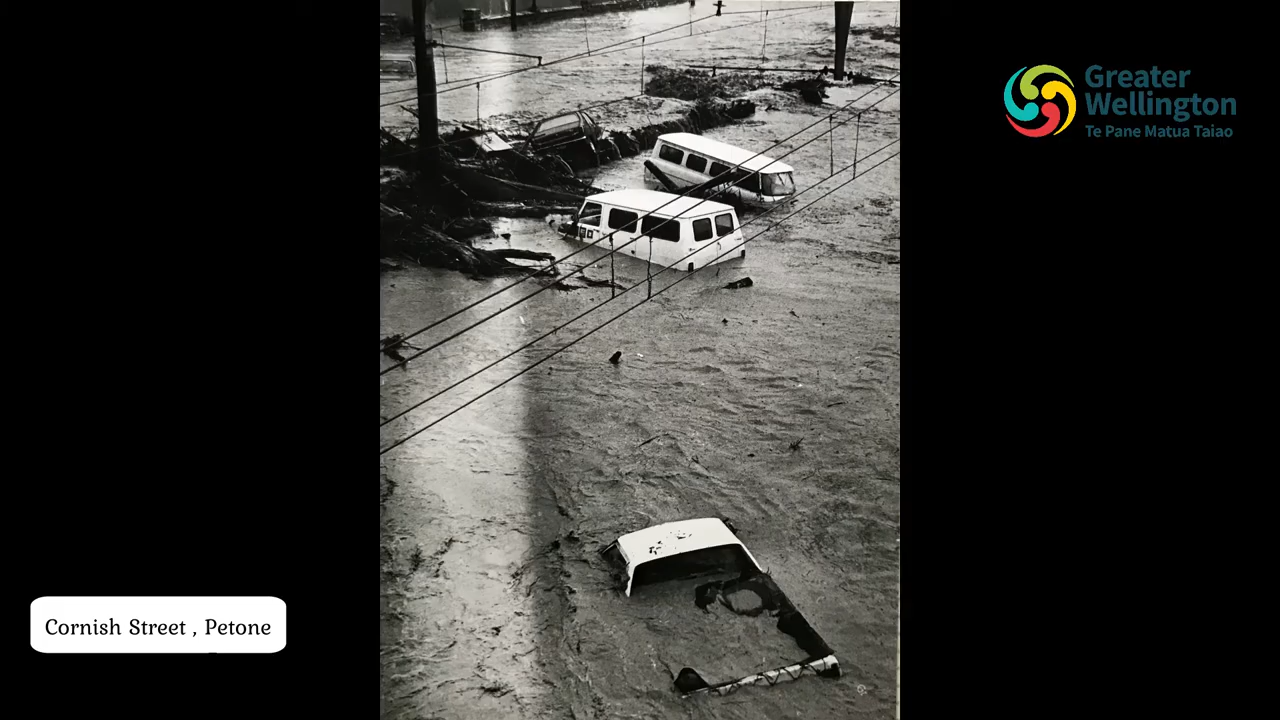 Greater
Wellington
Te Pane Matua Taiao
Cornish Street , Petone